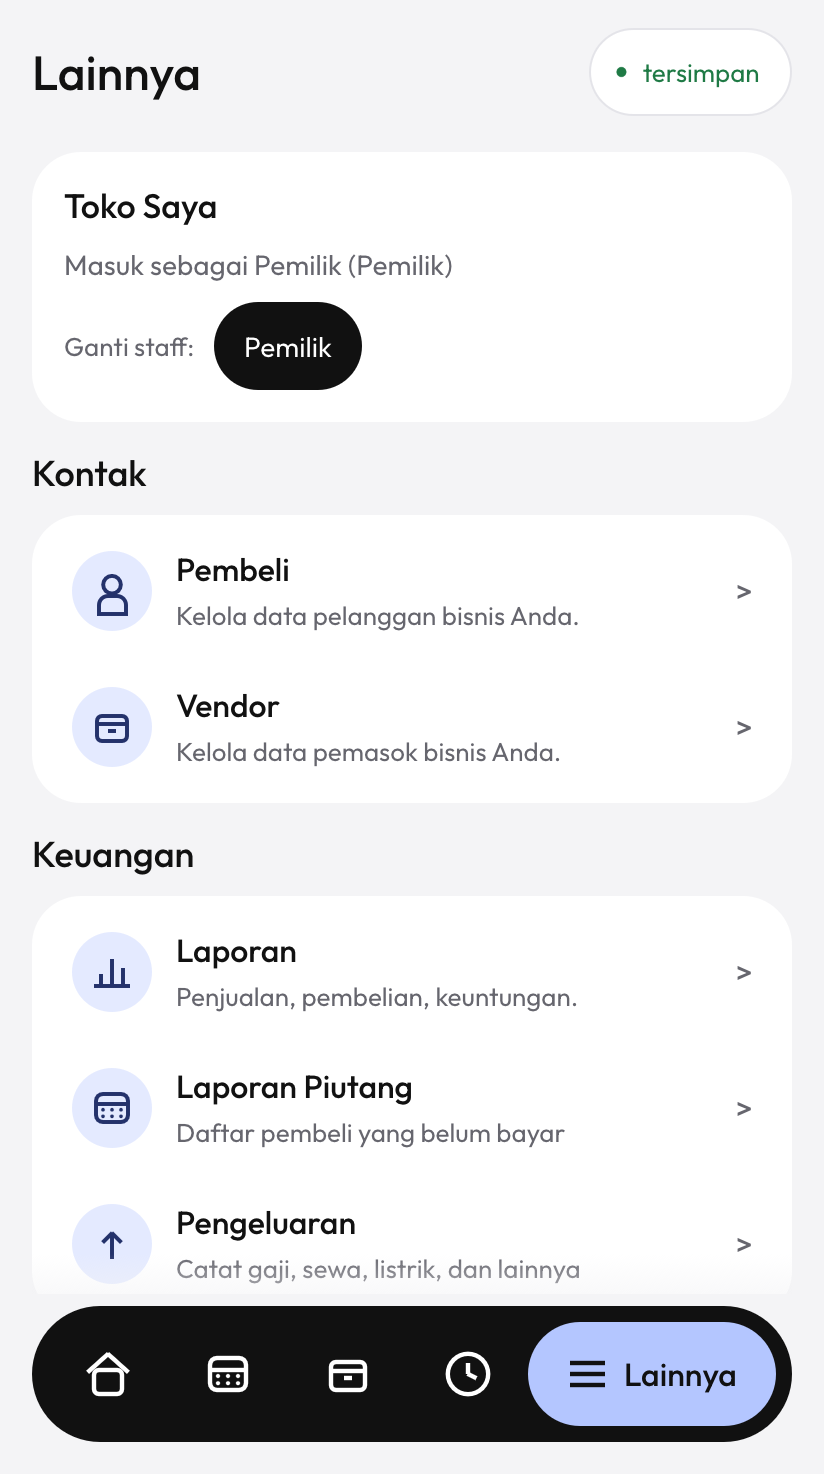 Lainnya
tersimpan
Toko Saya
Masuk sebagai Pemilik (Pemilik)
Ganti staff:
Pemilik
Kontak
Pembeli
Kelola data pelanggan bisnis Anda.
>
Vendor
Kelola data pemasok bisnis Anda.
>
Keuangan
Laporan
Penjualan, pembelian, keuntungan.
>
Laporan Piutang
Daftar pembeli yang belum bayar
>
Pengeluaran
Catat gaji, sewa, listrik, dan lainnya
>
Lainnya